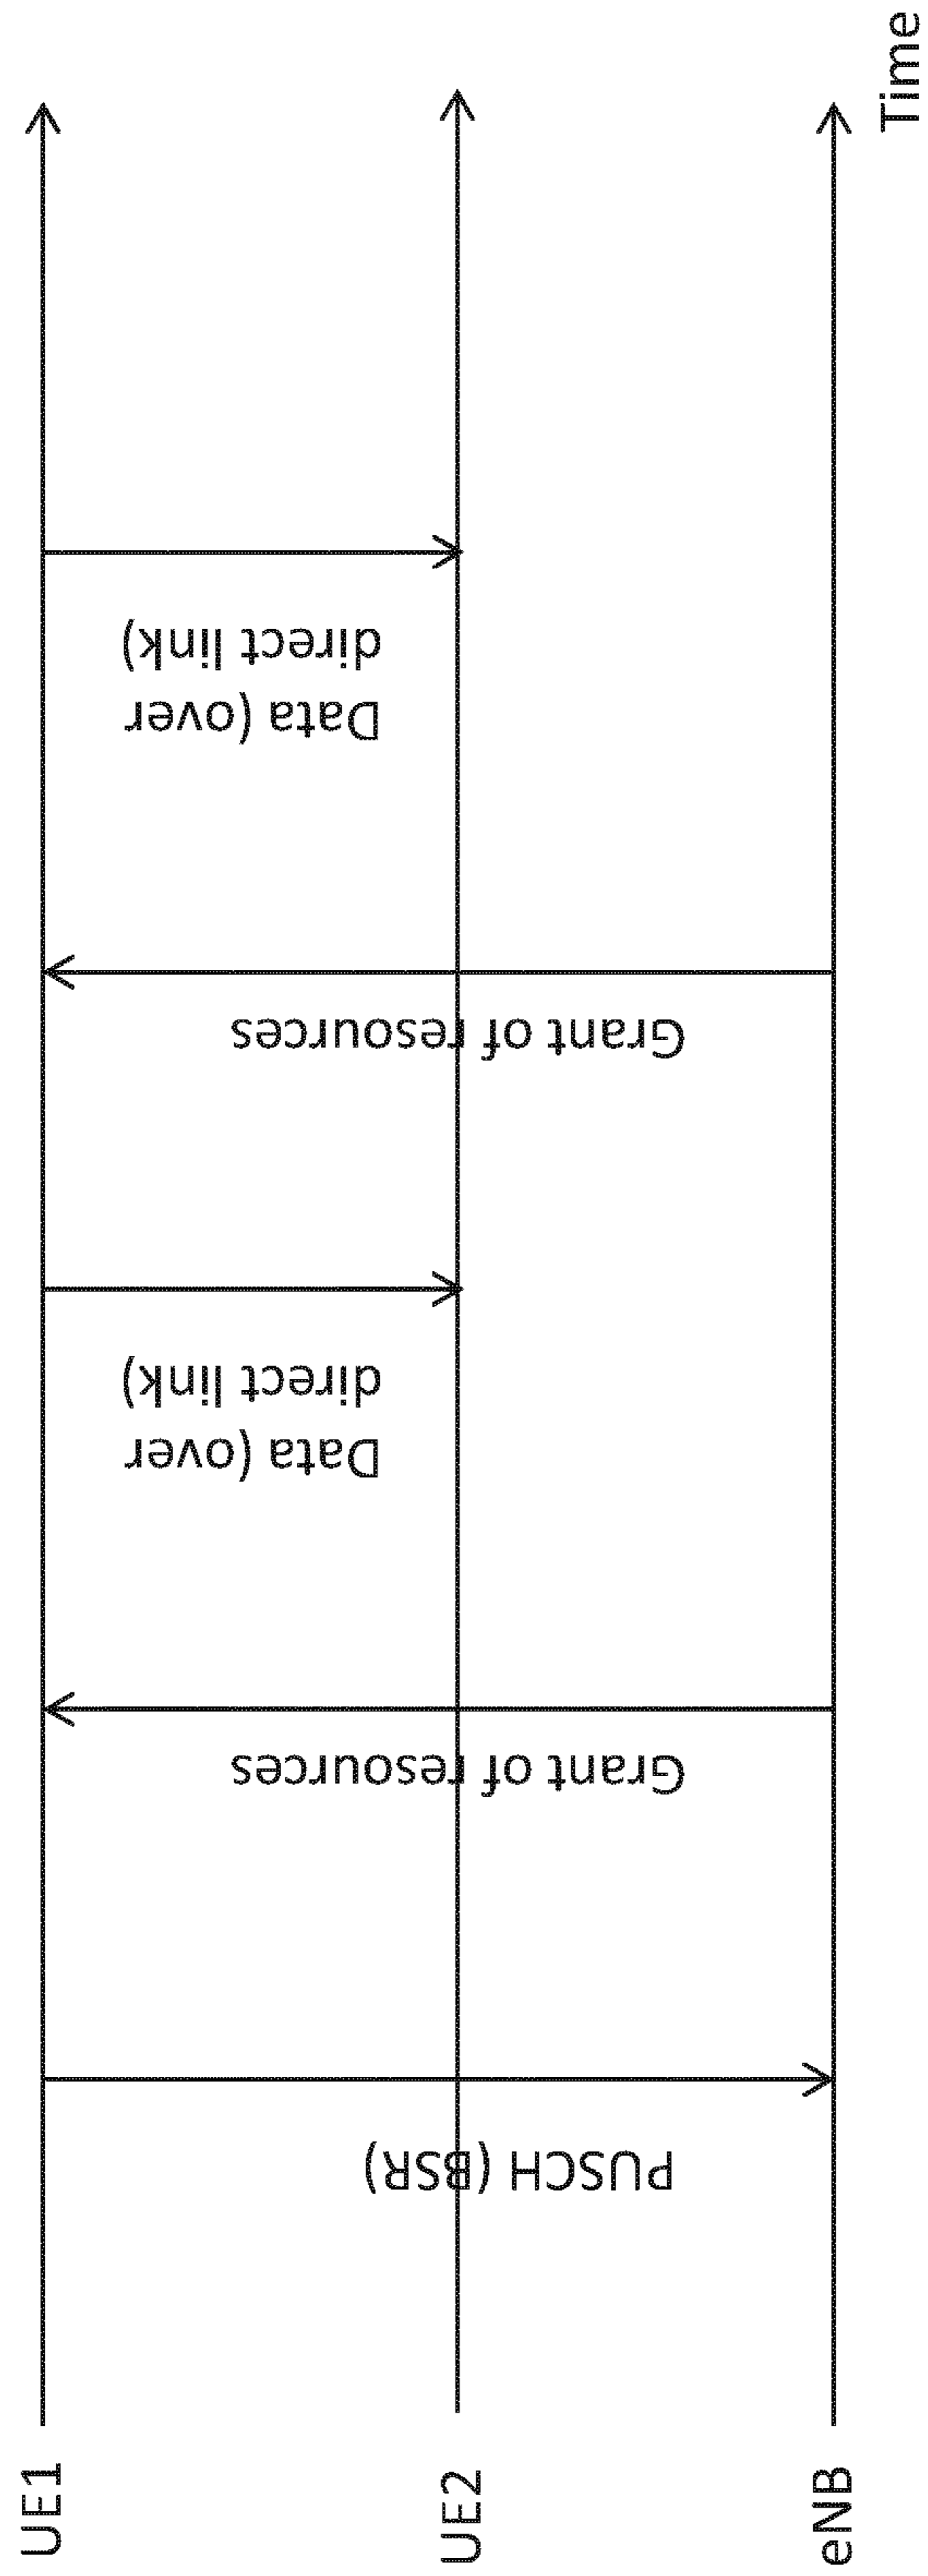 UE1
UE2
eNB
PUSCH (BSR)
Grant of resources
Data (over
direct link)
Grant of resources
Data (over
direct link)
Time